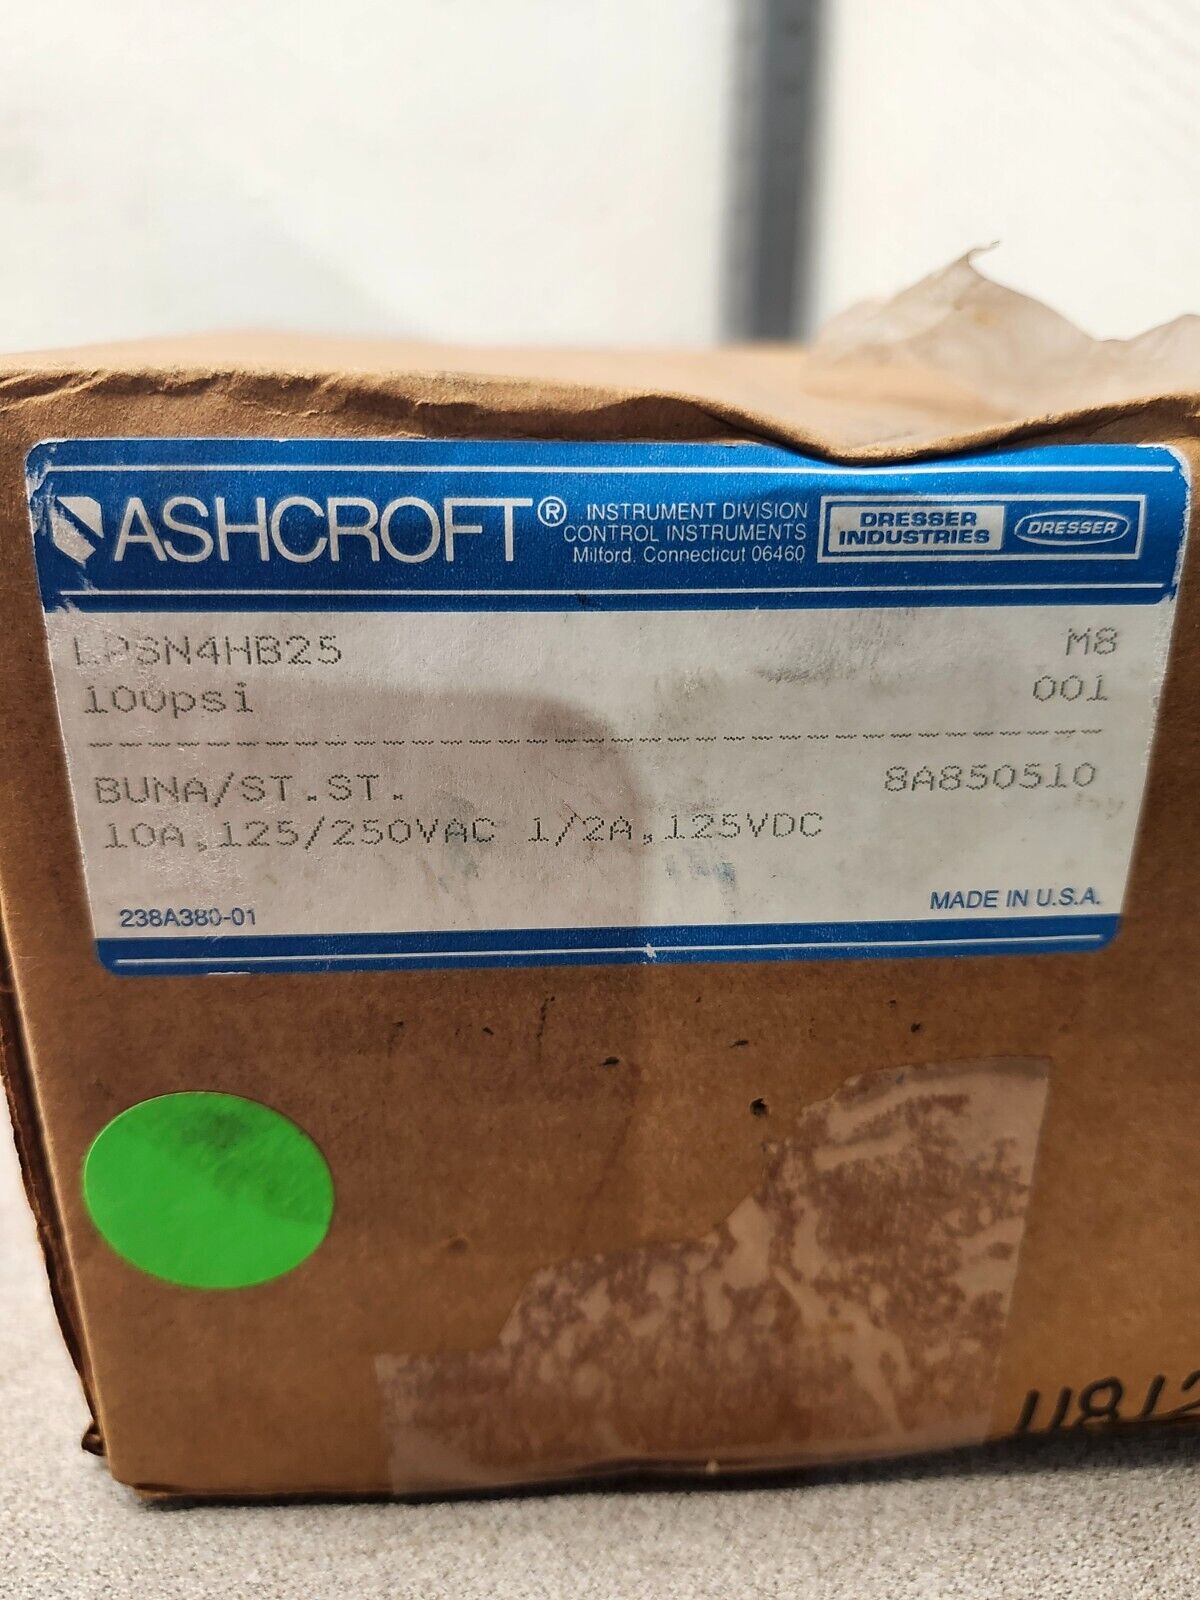 ASHCROFT®
INSTRUMENT DIVISION
CONTROL INSTRUMENTS
Milford, Connecticut 06460
DRESSER
INDUSTRIES
DRESSER
LPSN4HB25 M8
100psi 001
BUNA/ST.ST. 8A850510
10A,125/250VAC 1/2A,125VDC
238A380-01 MADE IN U.S.A.